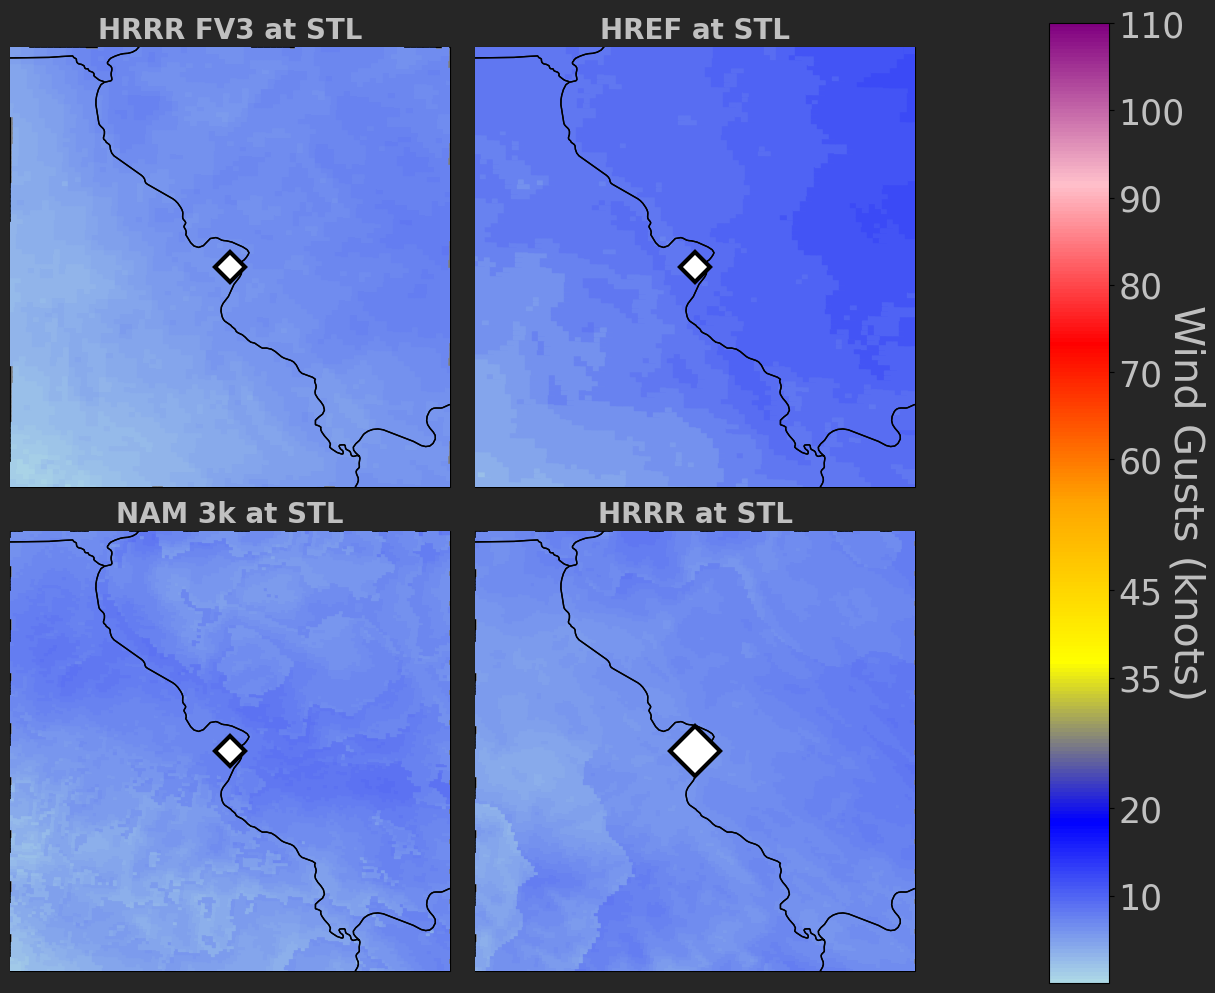 HRRR FV3 at STL
HREF at STL
NAM 3k at STL
HRRR at STL
110
100
90
80
70
60
45
35
20
10
Wind Gusts (knots)